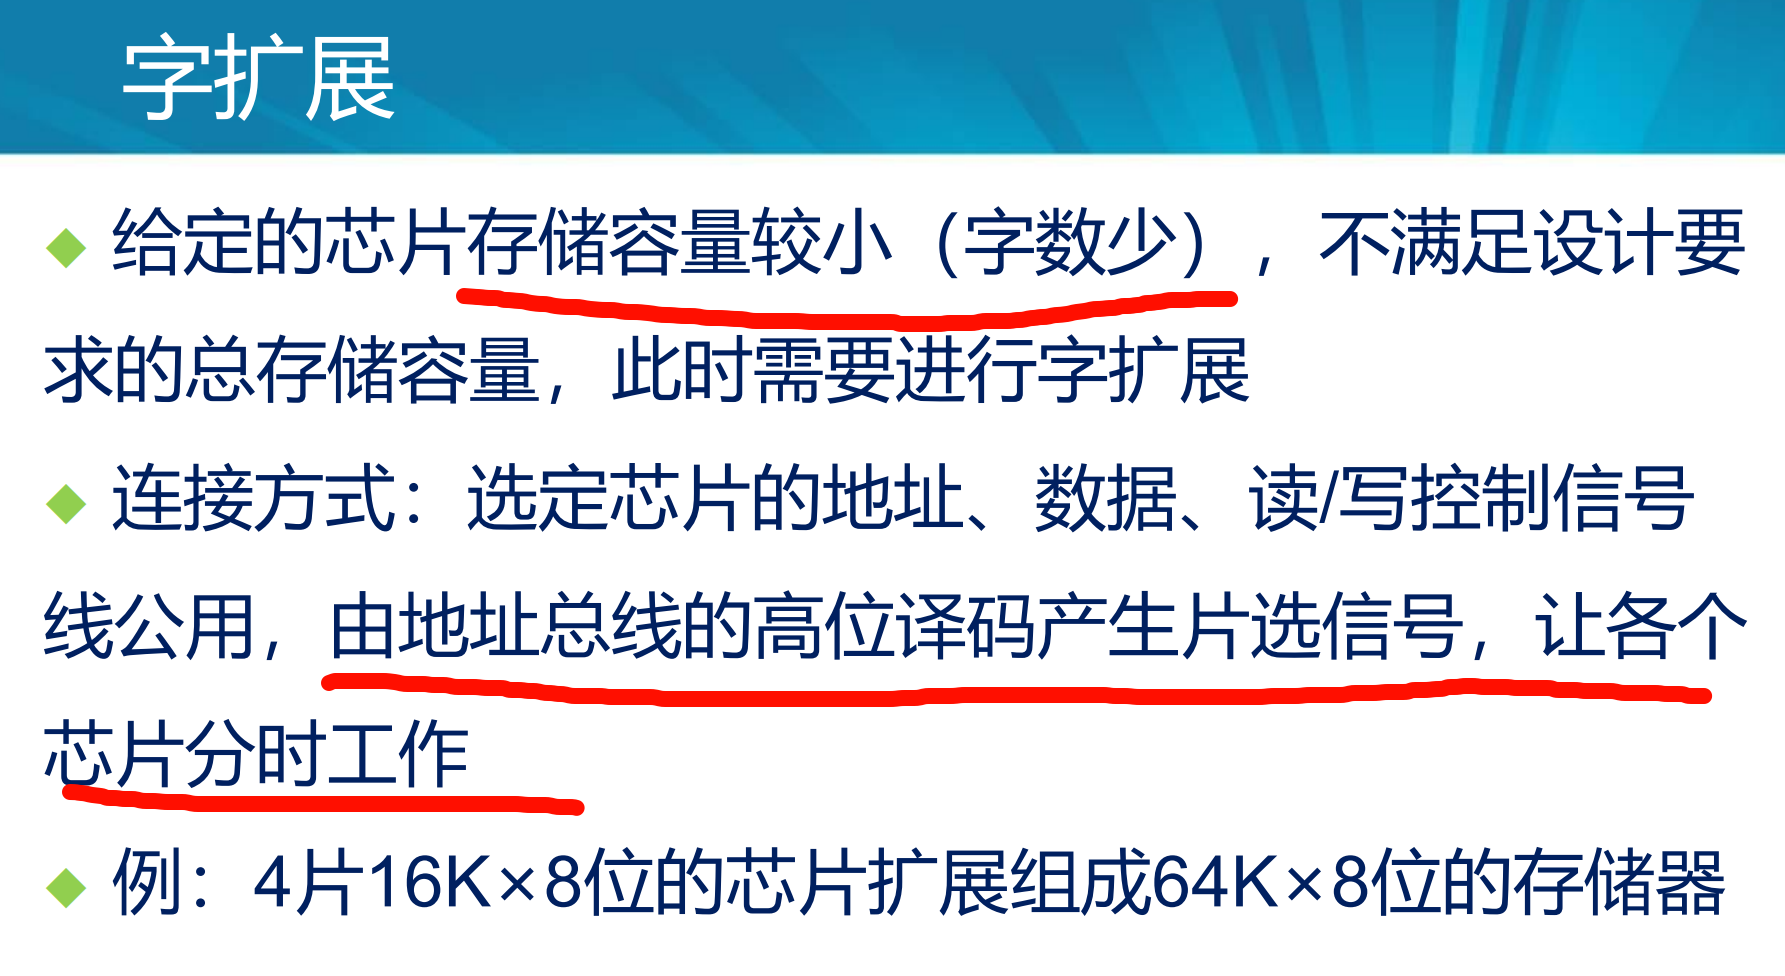 字扩展
给定的芯片存储容量较小（字数少），不满足设计要
求的总存储容量，此时需要进行字扩展
连接方式：选定芯片的地址、数据、读/写控制信号
线公用，由地址总线的高位译码产生片选信号，让各个
芯片分时工作
例：4片16K×8位的芯片扩展组成64K×8位的存储器